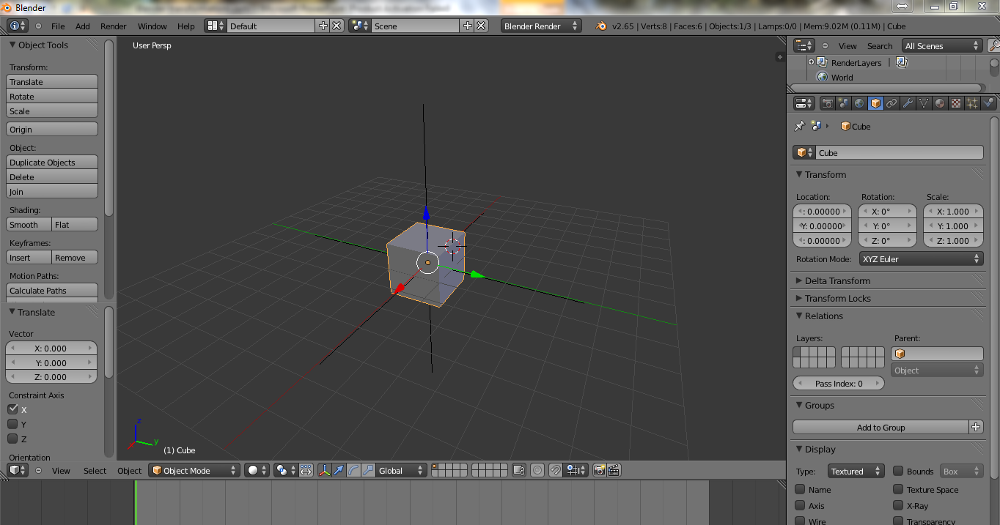 Blender
File Add Render Window Help Default Scene Blender Render v2.65 | Verts:8 | Faces:6 | Objects:1/3 | Lamps:0/0 | Mem:9.02M (0.11M) | Cube
Object Tools
Transform:
Translate
Rotate
Scale
Origin
Object:
Duplicate Objects
Delete
Join
Shading:
Smooth Flat
Keyframes:
Insert Remove
Motion Paths:
Calculate Paths
Translate
Vector
X: 0.000
Y: 0.000
Z: 0.000
Constraint Axis
X
Y
Z
Orientation
User Persp
z
y
(1) Cube
View Select Object Object Mode Global
View Search All Scenes
RenderLayers
World
Cube
Cube
Transform
Location: Rotation: Scale:
: 0.00000 X: 0° X: 1.000
Y: 0.00000 Y: 0° Y: 1.000
: 0.00000 Z: 0° Z: 1.000
Rotation Mode: XYZ Euler
Delta Transform
Transform Locks
Relations
Layers: Parent:
Object
Pass Index: 0
Groups
Add to Group
Display
Type: Textured Bounds Box
Name Texture Space
Axis X-Ray
Wire Transparency